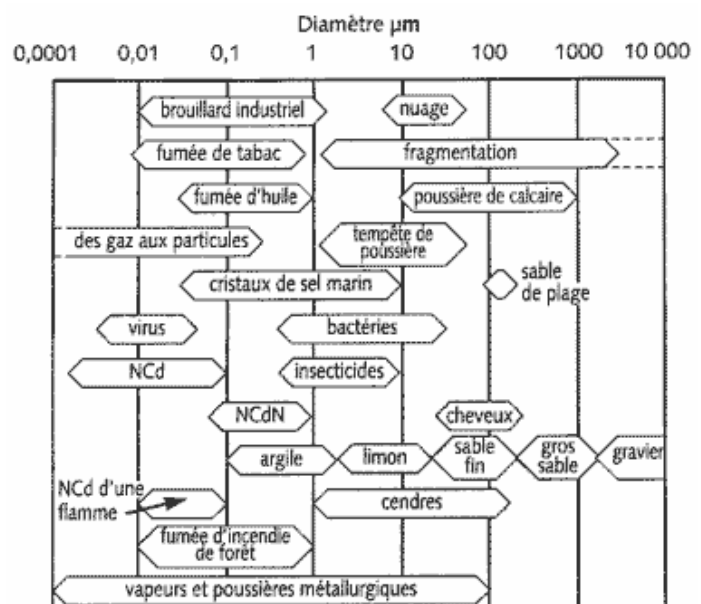 Diamètre µm
0,0001 0,01 0,1 1 10 100 1000 10 000
brouillard industriel nuage
fumée de tabac fragmentation
fumée d'huile poussière de calcaire
des gaz aux particules tempête de
poussière
cristaux de sel marin sable
de plage
virus bactéries
NCd insecticides
NCdN cheveux
argile limon sable
fin gros
sable gravier
NCd d'une
flamme cendres
fumée d'incendie
de forêt
vapeurs et poussières métallurgiques